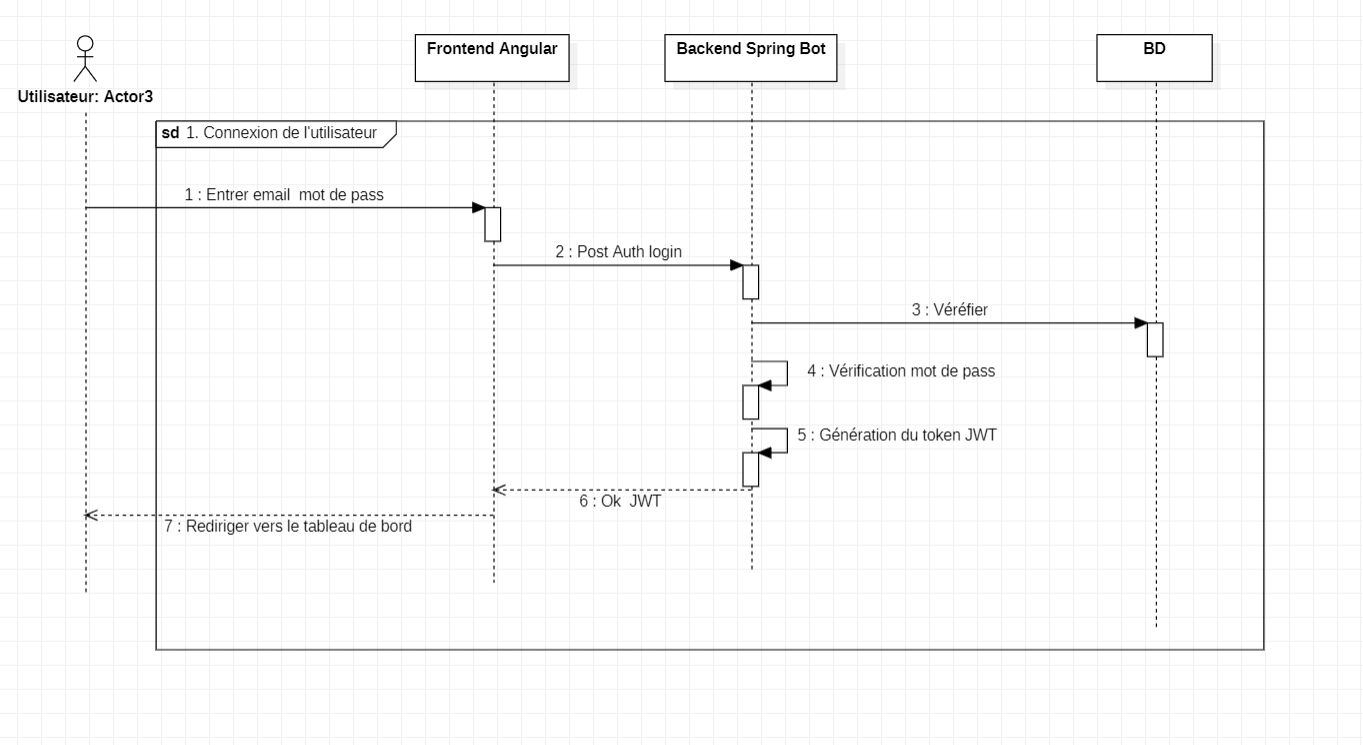 Frontend Angular
Backend Spring Bot
BD
Utilisateur: Actor3
sd 1. Connexion de l'utilisateur
1 : Entrer email  mot de pass
2 : Post Auth login
3 : Véréfier
4 : Vérification mot de pass
5 : Génération du token JWT
6 : Ok  JWT
7 : Rediriger vers le tableau de bord